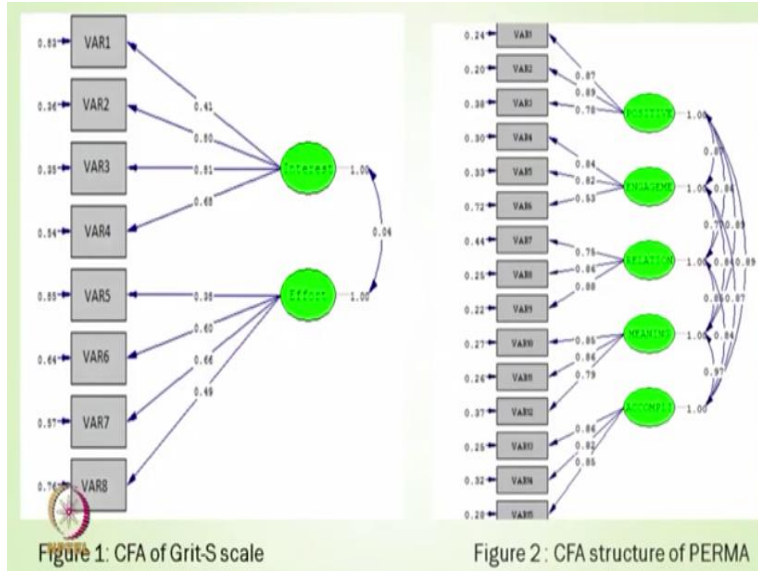 0.83 VAR1
0.41
0.36 VAR2
0.80
0.35 VAR3
0.81
Interest 1.00
0.68
0.54 VAR4
0.04
VAR5
Effort 1.00
0.60
0.64 VAR6
0.66
VAR7
0.49
0.76 VAR8
Figure 1: CFA of Grit-S scale
0.24 VAR1
0.87
0.20 VAR2
0.89
0.38 VAR3
0.78
POSITIVE 1.00
0.30 VAR4
0.84
0.33 VAR5
0.82
ENGAGEME 1.00
0.72 VAR6
0.53
0.44 VAR7
0.75
0.25 VAR8
0.86
RELATION 1.00
0.22 VAR9
0.88
0.27 VAR10
0.85
MEANING 1.00
0.26 VAR11
0.86
0.37 VAR12
0.79
0.97
ACCOMPLI 1.00
0.25 VAR13
0.86
0.32 VAR14
0.82
0.28 VAR15
0.85
Figure 2 : CFA structure of PERMA